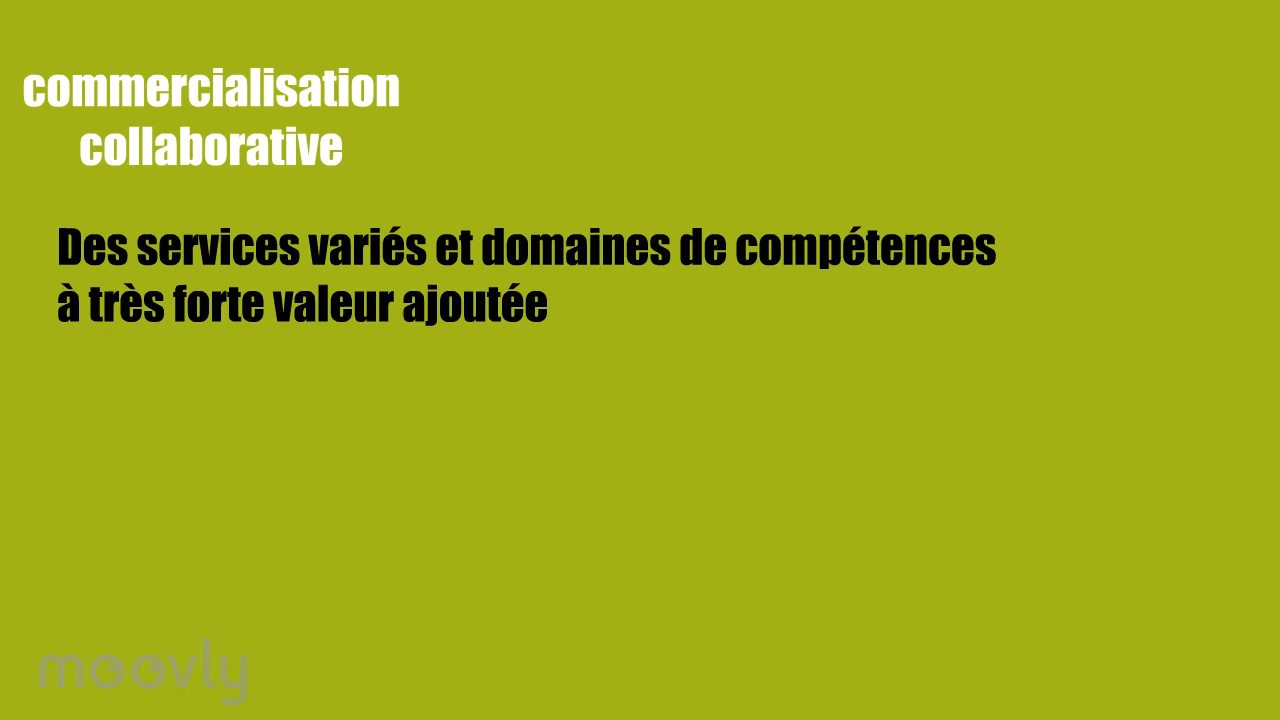 commercialisation
collaborative
Des services variés et domaines de compétences
à très forte valeur ajoutée
moovly